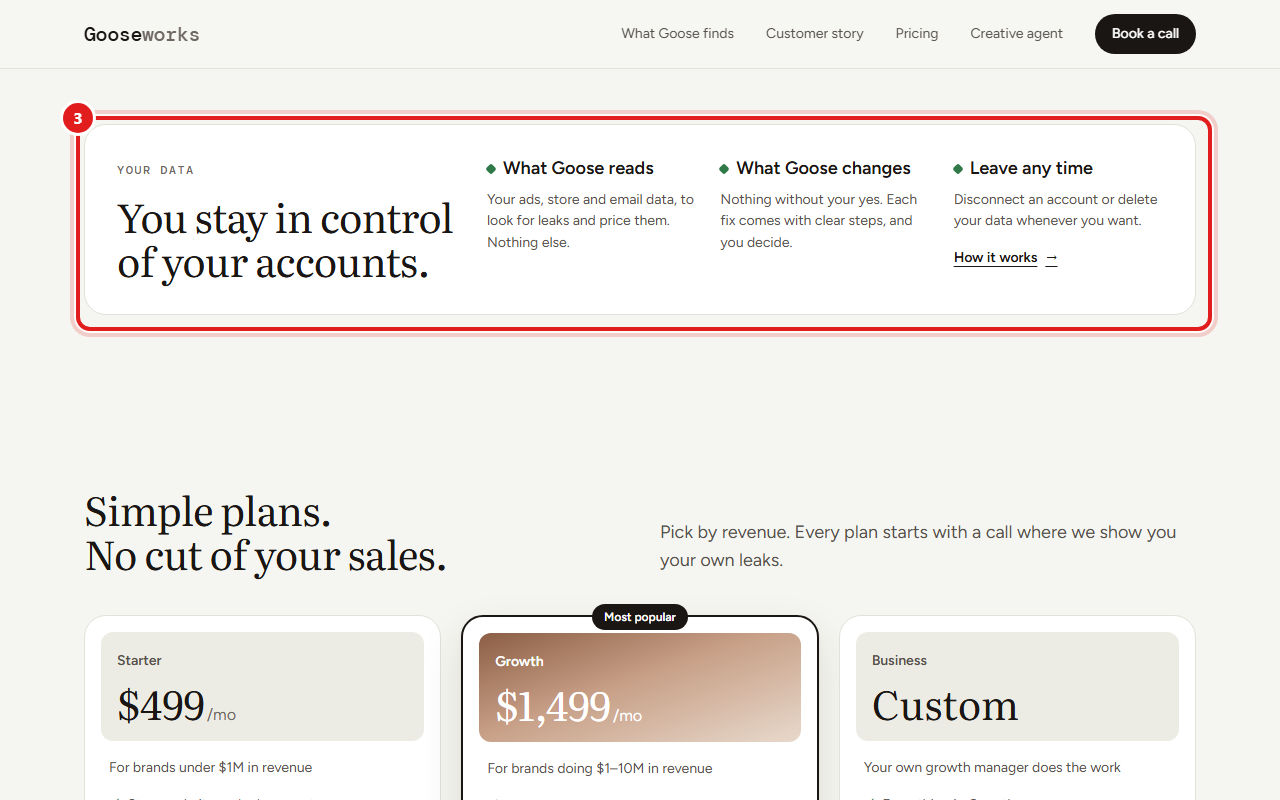 Gooseworks
What Goose finds
Customer story
Pricing
Creative agent
Book a call
3
YOUR DATA
You stay in control
of your accounts.
What Goose reads
Your ads, store and email data, to
look for leaks and price them.
Nothing else.
What Goose changes
Nothing without your yes. Each
fix comes with clear steps, and
you decide.
Leave any time
Disconnect an account or delete
your data whenever you want.
How it works →
Simple plans.
No cut of your sales.
Pick by revenue. Every plan starts with a call where we show you
your own leaks.
Starter
$499/mo
For brands under $1M in revenue
Most popular
Growth
$1,499/mo
For brands doing $1–10M in revenue
Business
Custom
Your own growth manager does the work